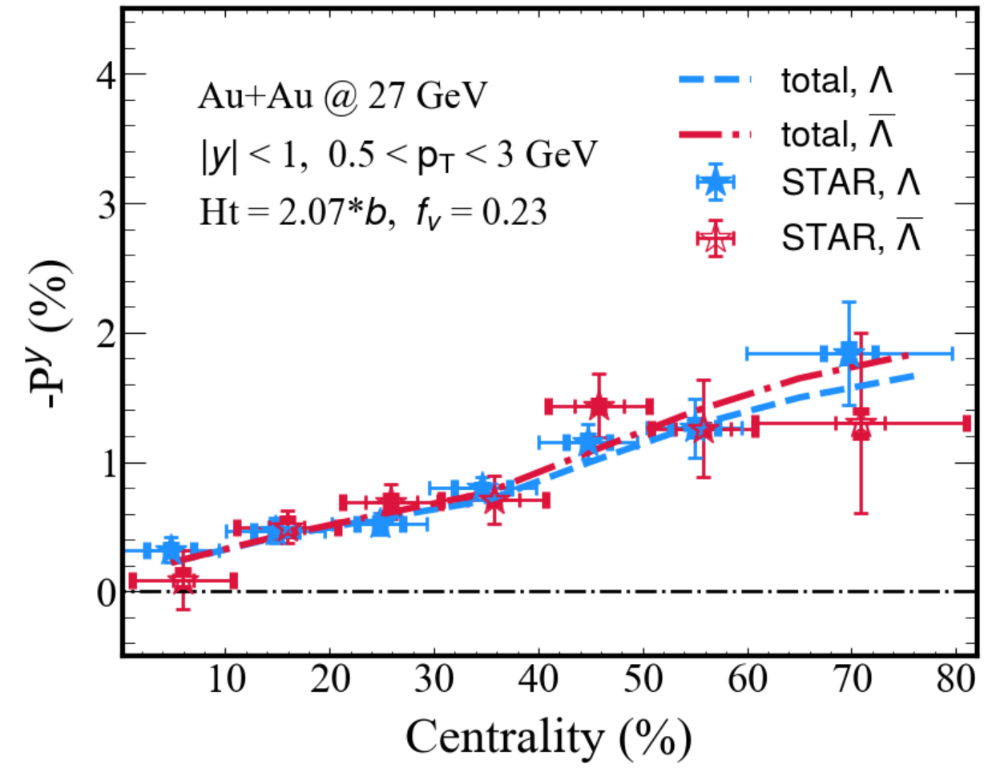 Au+Au @ 27 GeV
|y| < 1, 0.5 < pT < 3 GeV
Ht = 2.07*b, fv = 0.23
total, Λ
total, Λ̅
STAR, Λ
STAR, Λ̅
4
3
2
1
0
-Pʸ (%)
10 20 30 40 50 60 70 80
Centrality (%)